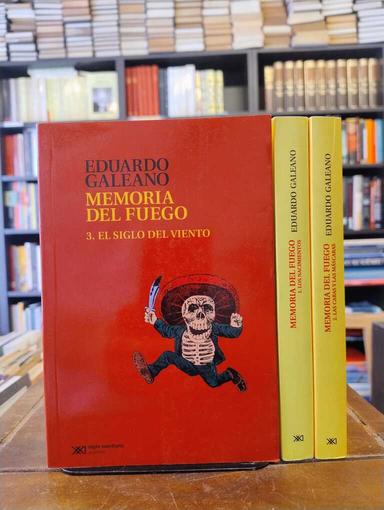 EDUARDO
GALEANO
MEMORIA
DEL FUEGO
3. EL SIGLO DEL VIENTO
siglo veintiuno
MEMORIA DEL FUEGO
1. LOS NACIMIENTOS
EDUARDO GALEANO
MEMORIA DEL FUEGO
2. LAS CARAS Y LAS MÁSCARAS
EDUARDO GALEANO